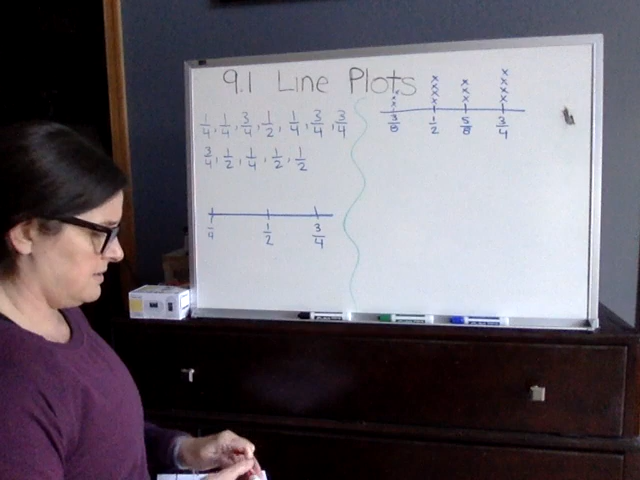 9.1 Line Plots
1/4, 1/4, 3/4, 1/2, 1/4, 3/4, 3/4
3/4, 1/2, 1/4, 1/2, 1/2
1/4 1/2 3/4
x x x x
x x x x
x x x
x x
3/8 1/2 5/8 3/4